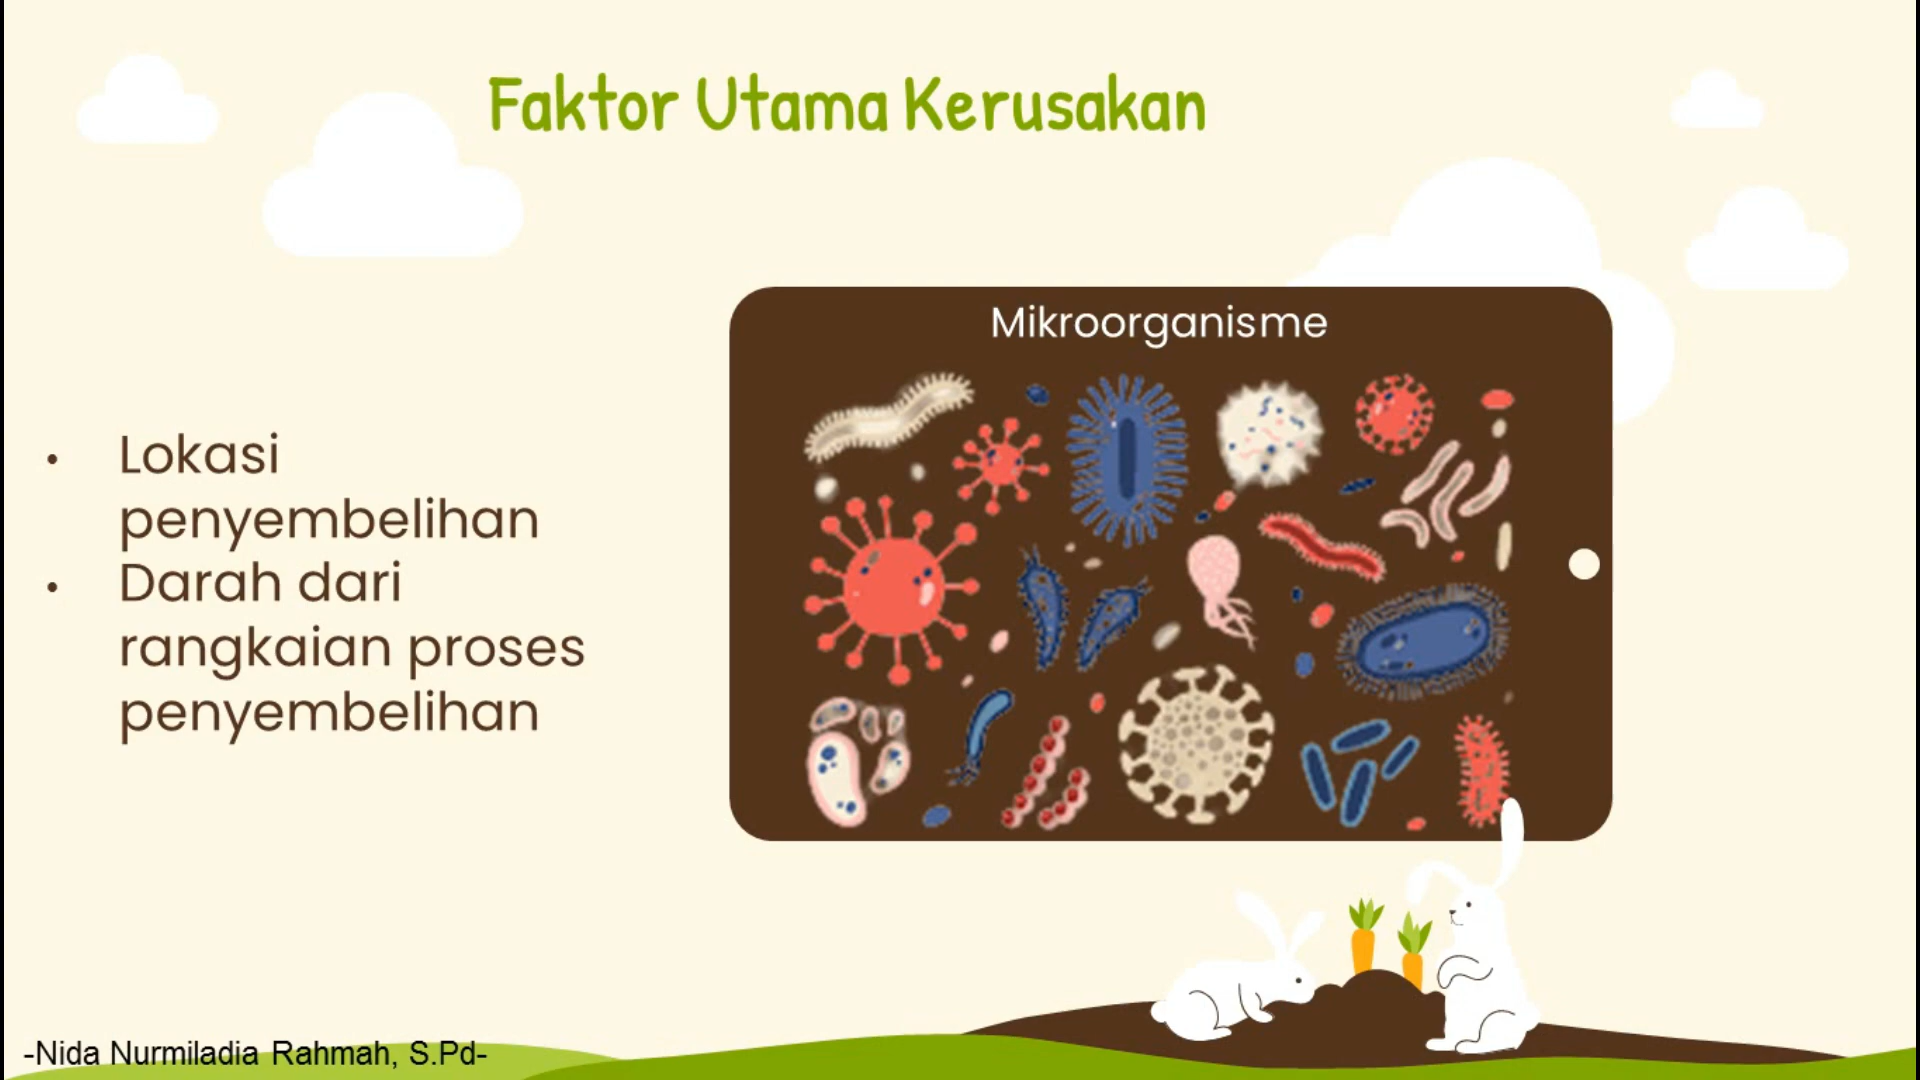 Faktor Utama Kerusakan
Mikroorganisme
• Lokasi
penyembelihan
• Darah dari
rangkaian proses
penyembelihan
-Nida Nurmiladia Rahmah, S.Pd-